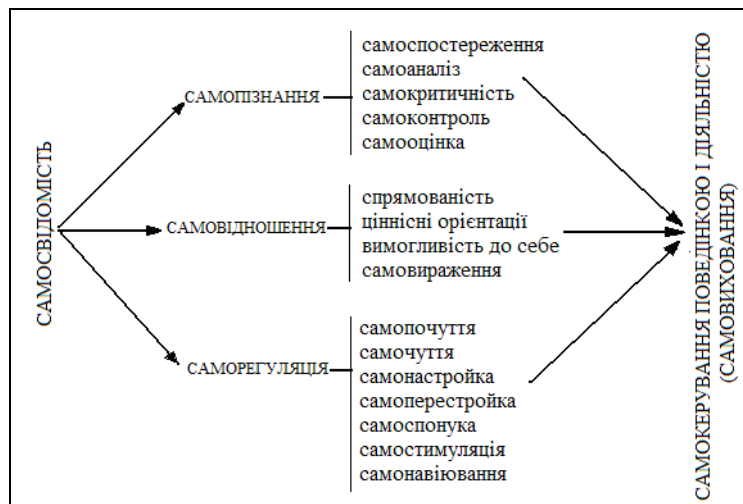 САМОСВІДОМІСТЬ
САМОПІЗНАННЯ
самоспостереження
самоаналіз
самокритичність
самоконтроль
самооцінка
САМОВІДНОШЕННЯ
спрямованість
ціннісні орієнтації
вимогливість до себе
самовираження
САМОРЕГУЛЯЦІЯ
самопочуття
самочуття
самонастройка
самоперестройка
самоспонука
самостимуляція
самонавіювання
САМОКЕРУВАННЯ ПОВЕДІНКОЮ І ДІЯЛЬНІСТЮ
(САМОВИХОВАННЯ)